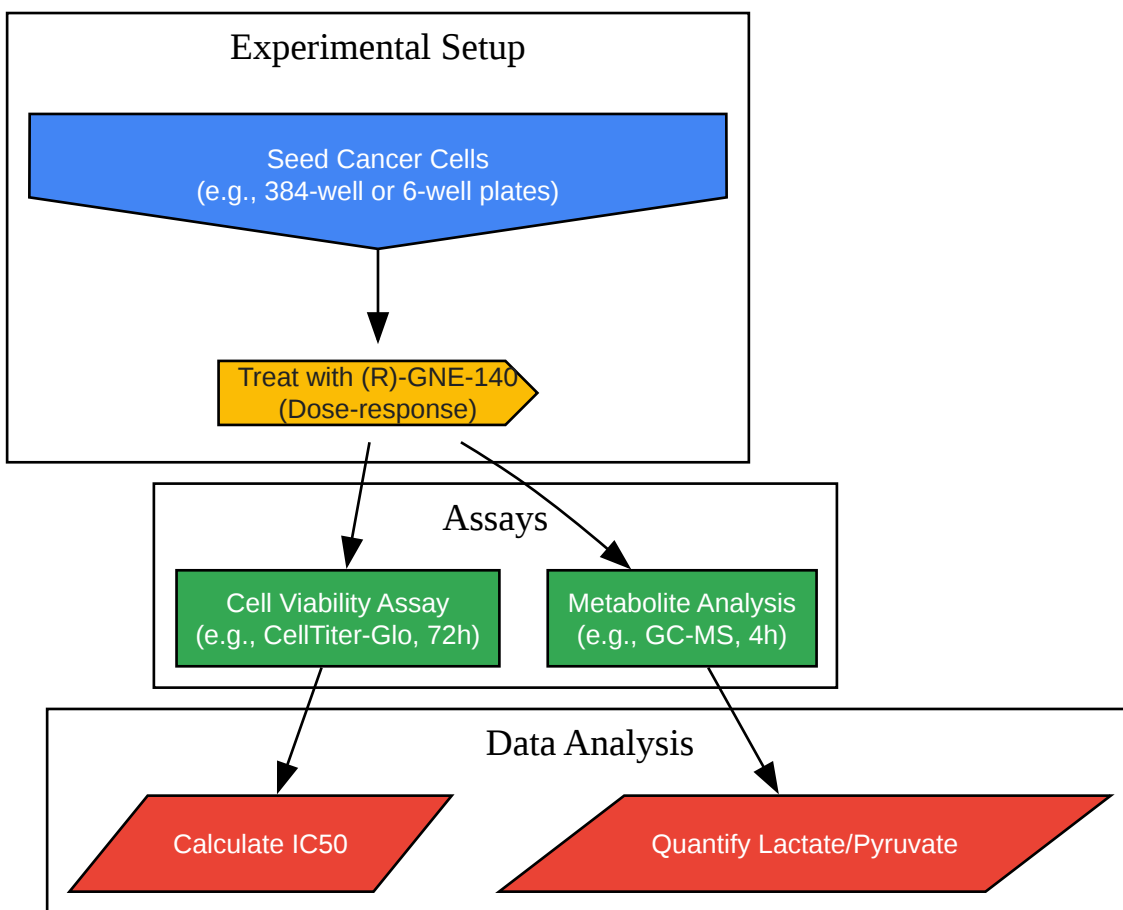 Experimental Setup
Seed Cancer Cells
(e.g., 384-well or 6-well plates)
Treat with (R)-GNE-140
(Dose-response)
Assays
Cell Viability Assay
(e.g., CellTiter-Glo, 72h)
Metabolite Analysis
(e.g., GC-MS, 4h)
Data Analysis
Calculate IC50
Quantify Lactate/Pyruvate